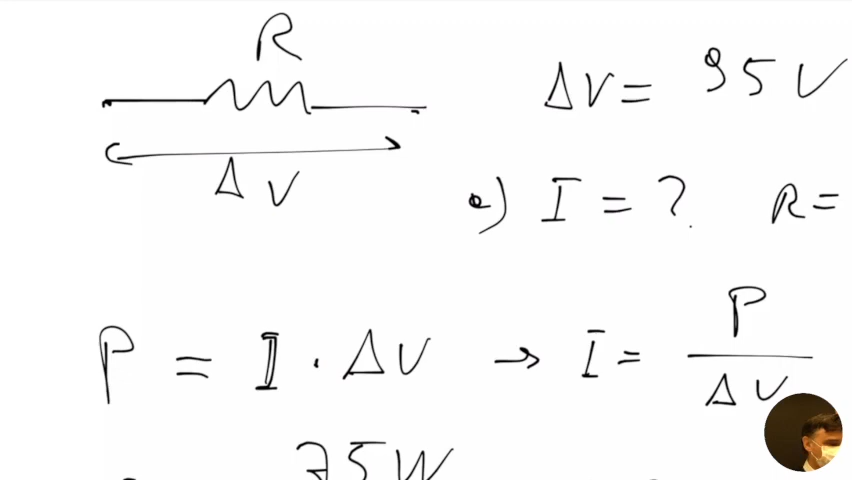 R
ΔV = 95 V
ΔV
a) I = ? R =
P = I · ΔV → I = P / ΔV
75 W